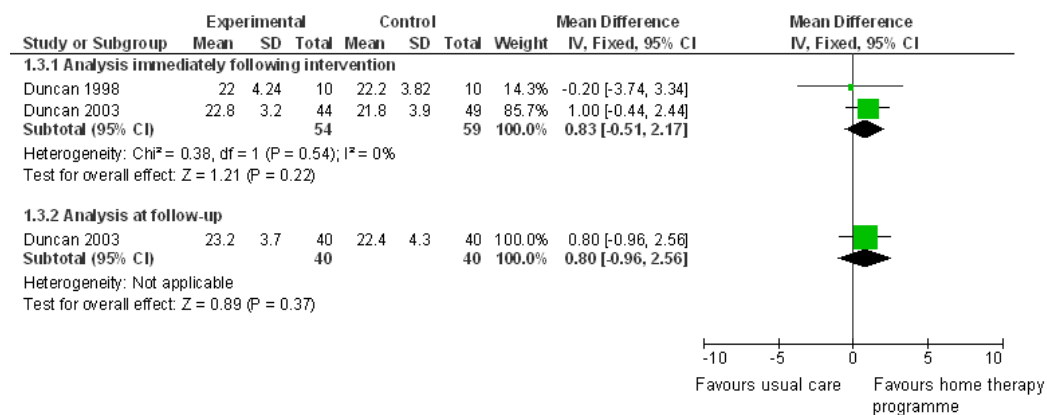 Experimental Control Mean Difference Mean Difference
Study or Subgroup Mean SD Total Mean SD Total Weight IV, Fixed, 95% CI IV, Fixed, 95% CI
1.3.1 Analysis immediately following intervention
Duncan 1998 22 4.24 10 22.2 3.82 10 14.3% -0.20 [-3.74, 3.34]
Duncan 2003 22.8 3.2 44 21.8 3.9 49 85.7% 1.00 [-0.44, 2.44]
Subtotal (95% CI) 54 59 100.0% 0.83 [-0.51, 2.17]
Heterogeneity: Chi² = 0.38, df = 1 (P = 0.54); I² = 0%
Test for overall effect: Z = 1.21 (P = 0.22)
1.3.2 Analysis at follow-up
Duncan 2003 23.2 3.7 40 22.4 4.3 40 100.0% 0.80 [-0.96, 2.56]
Subtotal (95% CI) 40 40 100.0% 0.80 [-0.96, 2.56]
Heterogeneity: Not applicable
Test for overall effect: Z = 0.89 (P = 0.37)
-10 -5 0 5 10
Favours usual care Favours home therapy
programme